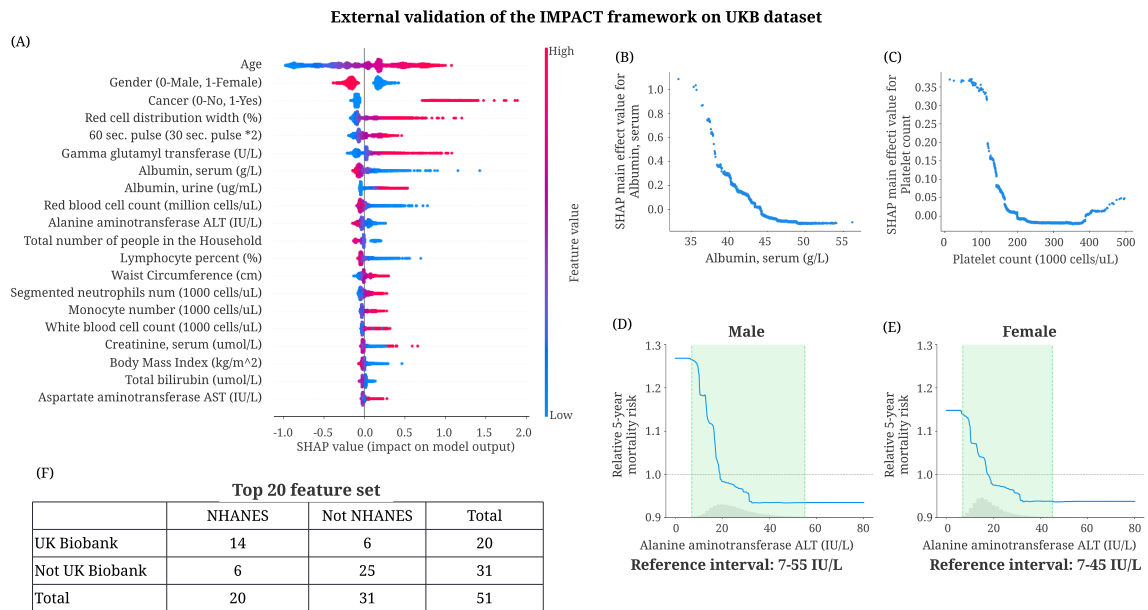 External validation of the IMPACT framework on UKB dataset
(A)
Age
Gender (0-Male, 1-Female)
Cancer (0-No, 1-Yes)
Red cell distribution width (%)
60 sec. pulse (30 sec. pulse *2)
Gamma glutamyl transferase (U/L)
Albumin, serum (g/L)
Albumin, urine (ug/mL)
Red blood cell count (million cells/uL)
Alanine aminotransferase ALT (IU/L)
Total number of people in the Household
Lymphocyte percent (%)
Waist Circumference (cm)
Segmented neutrophils num (1000 cells/uL)
Monocyte number (1000 cells/uL)
White blood cell count (1000 cells/uL)
Creatinine, serum (umol/L)
Body Mass Index (kg/m^2)
Total bilirubin (umol/L)
Aspartate aminotransferase AST (IU/L)
-1.0 -0.5 0.0 0.5 1.0 1.5 2.0
SHAP value (impact on model output)
High
Feature value
Low
(B)
SHAP main effect value for
Albumin, serum
1.0
0.8
0.6
0.4
0.2
0.0
35 40 45 50 55
Albumin, serum (g/L)
(C)
SHAP main effecti value for
Platelet count
0.35
0.30
0.25
0.20
0.15
0.10
0.05
0.00
0 100 200 300 400 500
Platelet count (1000 cells/uL)
(D)
Male
Relative 5-year
mortality risk
1.3
1.2
1.1
1.0
0.9
0 20 40 60 80
Alanine aminotransferase ALT (IU/L)
Reference interval: 7-55 IU/L
(E)
Female
Relative 5-year
mortality risk
1.3
1.2
1.1
1.0
0.9
0 20 40 60 80
Alanine aminotransferase ALT (IU/L)
Reference interval: 7-45 IU/L
(F)
Top 20 feature set
NHANES Not NHANES Total
UK Biobank 14 6 20
Not UK Biobank 6 25 31
Total 20 31 51